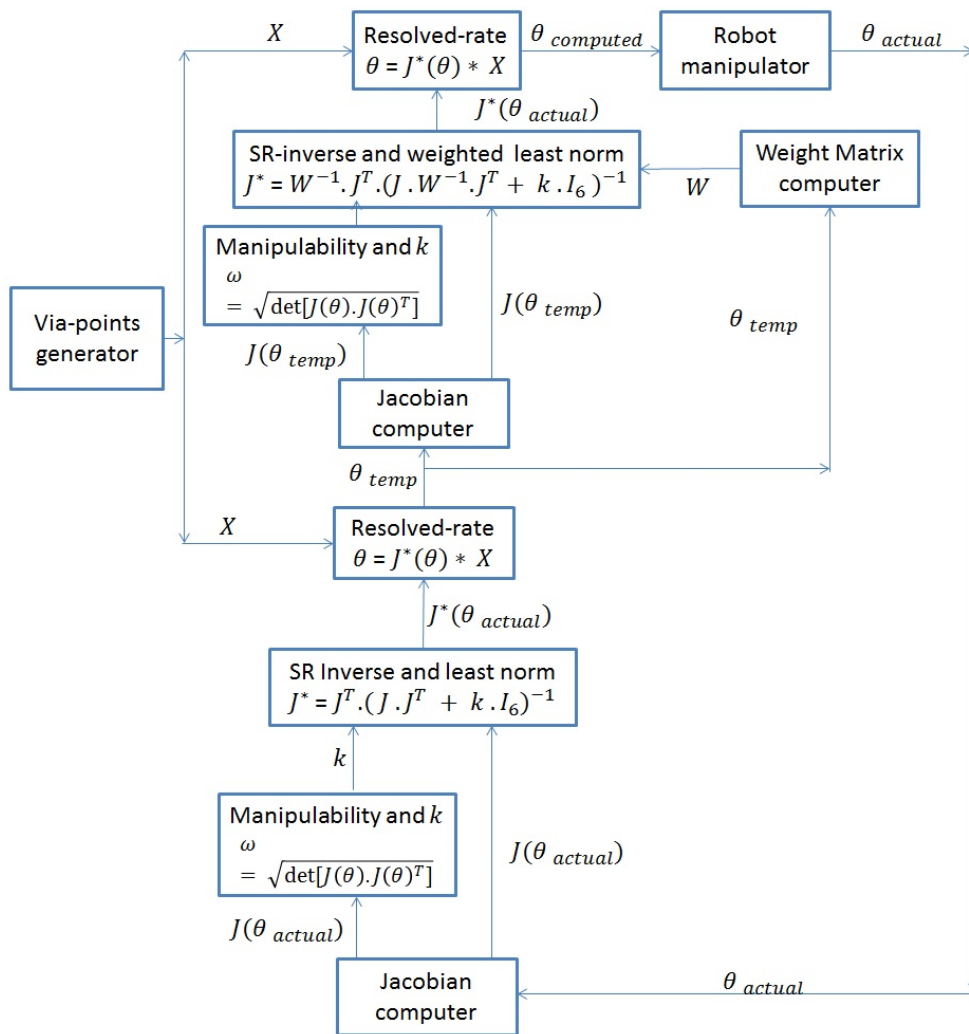 X
Resolved-rate
θ = J*(θ) * X
θ computed
Robot
manipulator
θ actual
J*(θ actual)
SR-inverse and weighted least norm
J* = W⁻¹. Jᵀ.(J . W⁻¹. Jᵀ + k . I₆ )⁻¹
W
Weight Matrix
computer
Manipulability and k
ω
= √det[J(θ). J(θ)ᵀ]
J(θ temp)
θ temp
Via-points
generator
J(θ temp)
Jacobian
computer
θ temp
X
Resolved-rate
θ = J*(θ) * X
J*(θ actual)
SR Inverse and least norm
J* = Jᵀ.(J . Jᵀ + k . I₆)⁻¹
k
Manipulability and k
ω
= √det[J(θ). J(θ)ᵀ]
J(θ actual)
J(θ actual)
Jacobian
computer
θ actual